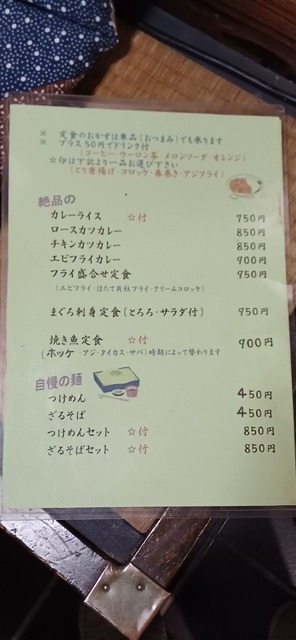 ※ 定食のおかずは単品(おつまみ)でも承ります
※ プラス50円でドリンク付
(コーヒー・ウーロン茶・メロンソーダ・オレンジ)
☆印は下記より一品お選び下さい
(とり唐揚げ・コロッケ・春巻き・アジフライ)
絶品の
カレーライス ☆付 750円
ロースカツカレー 850円
チキンカツカレー 850円
エビフライカレー 900円
フライ盛合せ定食 950円
(エビフライ・ほたて貝柱フライ・クリームコロッケ)
まぐろ刺身定食(とろろ・サラダ付) 950円
焼き魚定食 ☆付 900円
(ホッケ・アジ・タイカス・サバ)時期によって替わります
自慢の麺
つけめん 450円
ざるそば 450円
つけめんセット ☆付 850円
ざるそばセット ☆付 850円